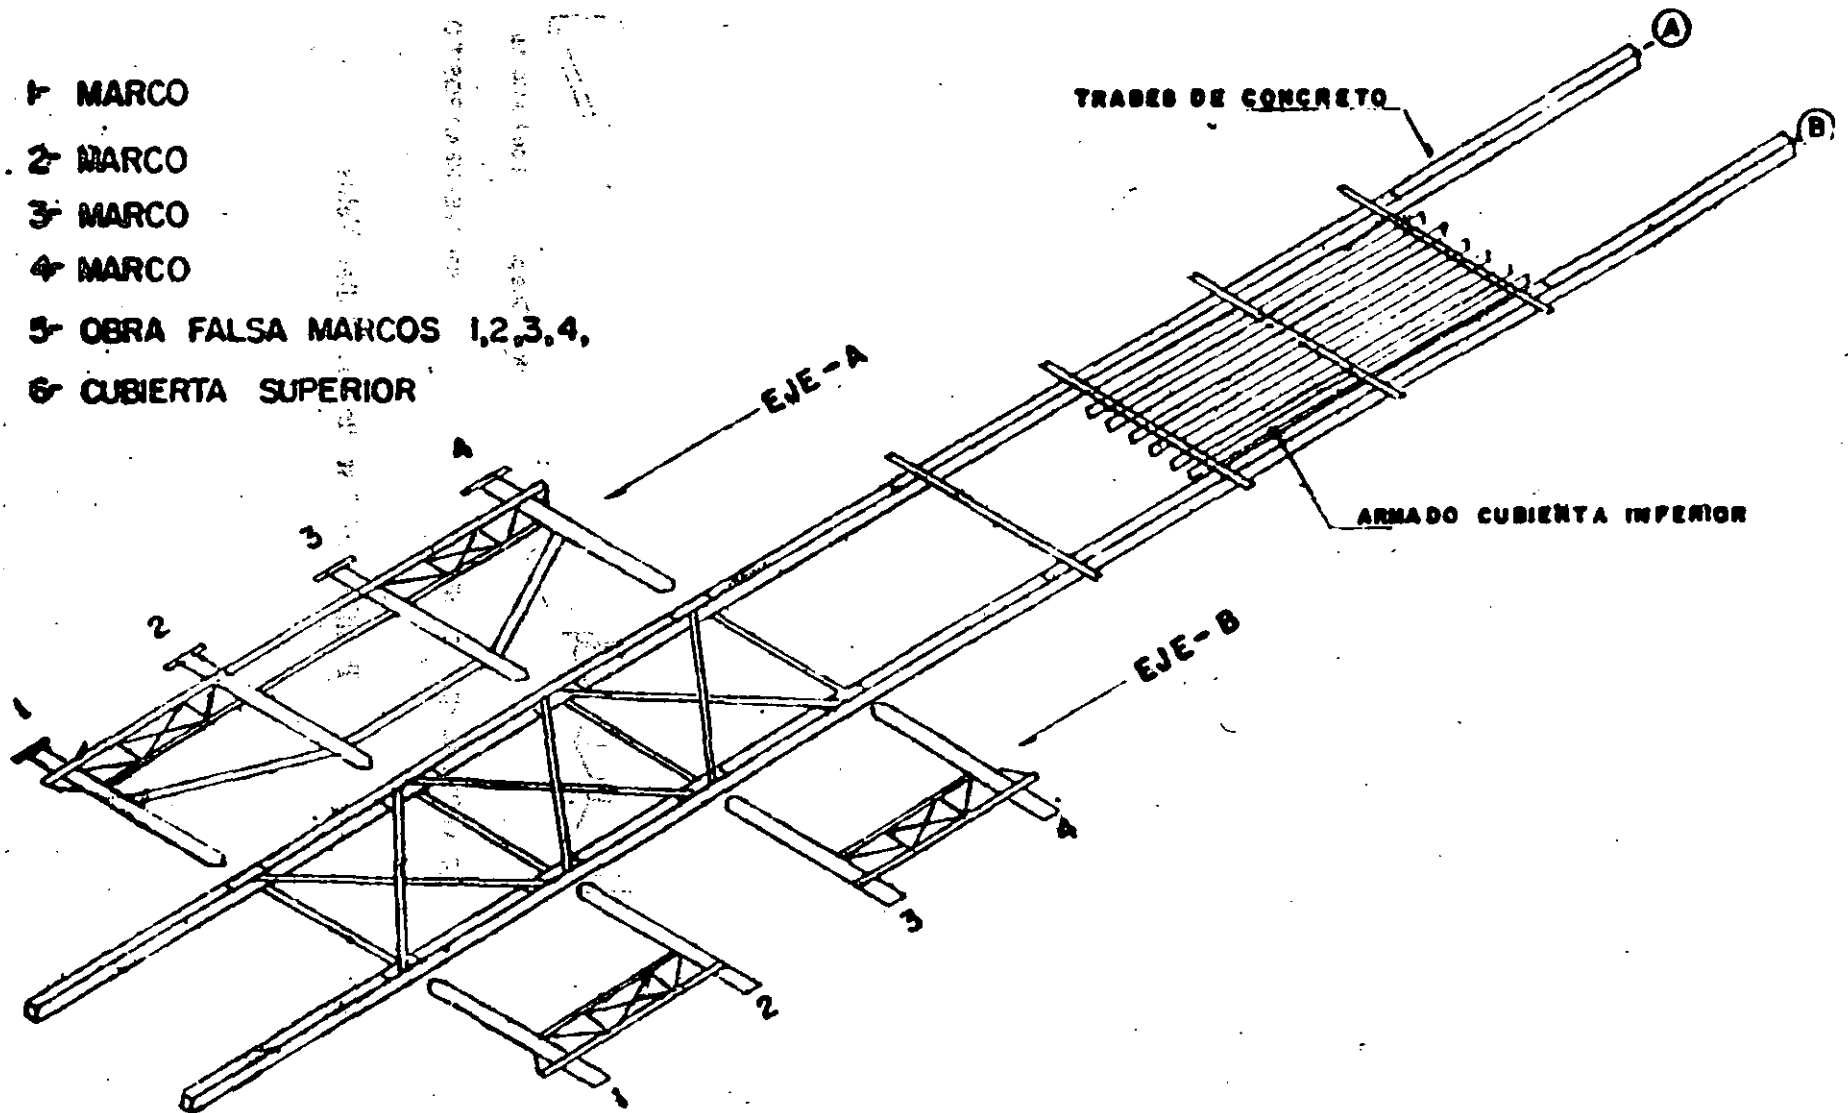 1- MARCO
2- MARCO
3- MARCO
4- MARCO
5- OBRA FALSA MARCOS 1,2,3,4,
6- CUBIERTA SUPERIOR
A
TRABES DE CONCRETO
B
EJE-A
4
3
ARMADO CUBIERTA INFERIOR
2
EJE-B
1
4
3
2
1